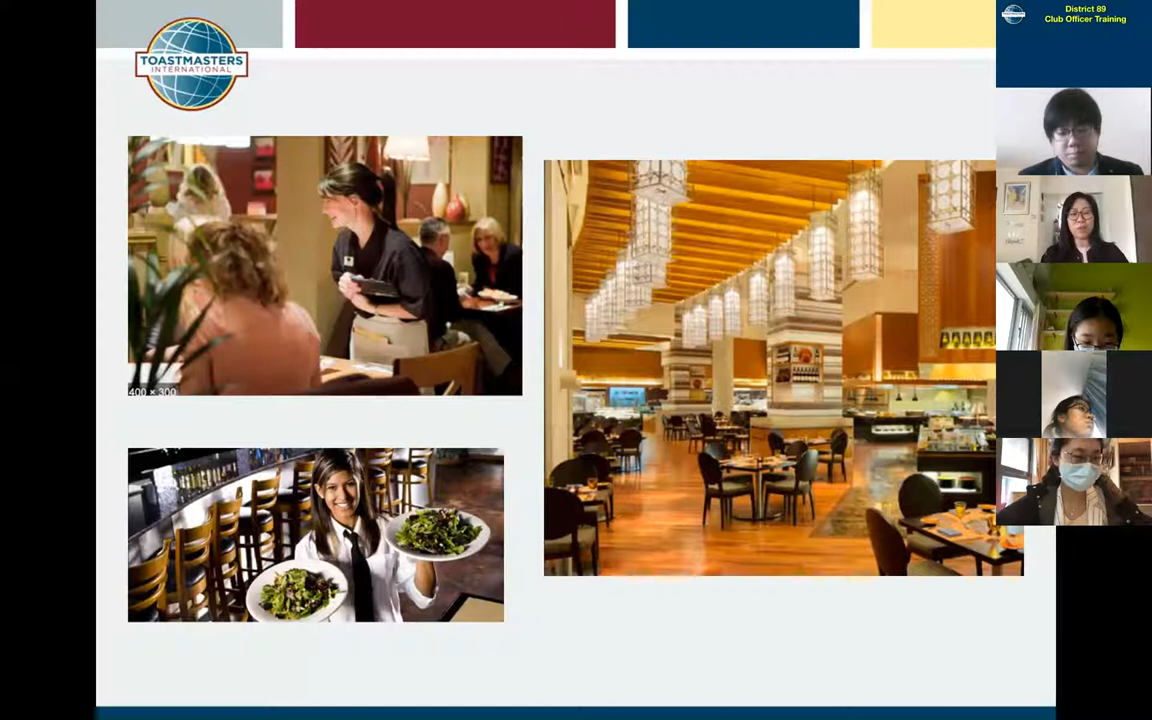 TOASTMASTERS
INTERNATIONAL
400 × 300
District 89
Club Officer Training